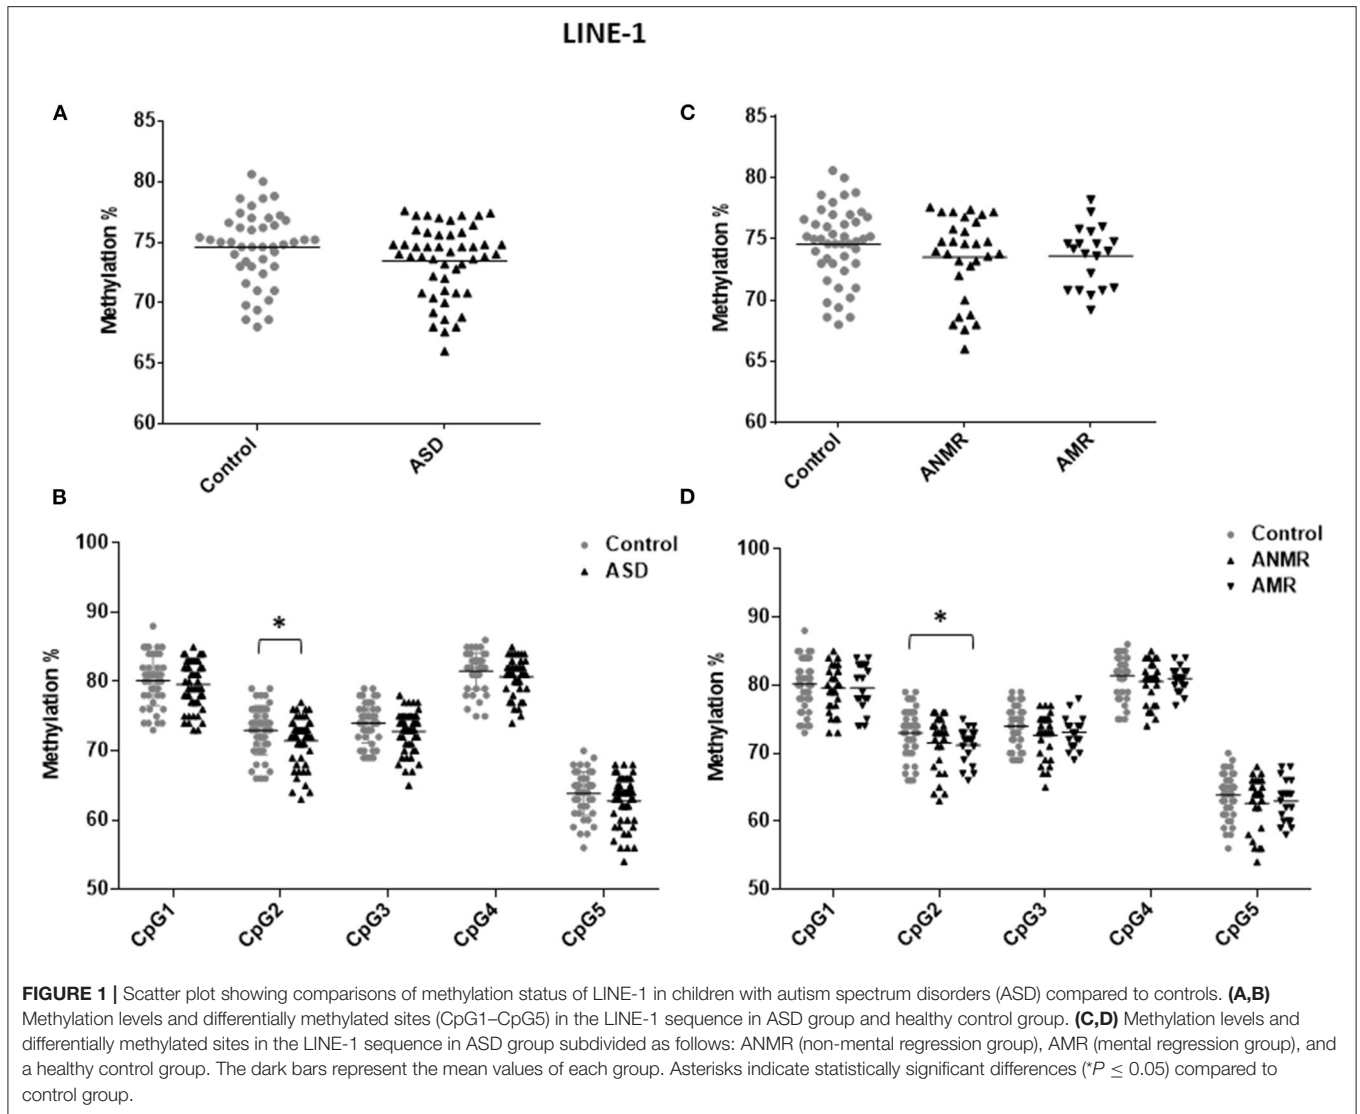 LINE-1
A
85
80
75
70
65
60
Methylation %
Control
ASD
C
85
80
75
70
65
60
Methylation %
Control
ANMR
AMR
B
100
90
80
70
60
50
Methylation %
Control
ASD
*
CpG1
CpG2
CpG3
CpG4
CpG5
D
100
90
80
70
60
50
Methylation %
Control
ANMR
AMR
*
CpG1
CpG2
CpG3
CpG4
CpG5
FIGURE 1 | Scatter plot showing comparisons of methylation status of LINE-1 in children with autism spectrum disorders (ASD) compared to controls. (A,B)
Methylation levels and differentially methylated sites (CpG1–CpG5) in the LINE-1 sequence in ASD group and healthy control group. (C,D) Methylation levels and
differentially methylated sites in the LINE-1 sequence in ASD group subdivided as follows: ANMR (non-mental regression group), AMR (mental regression group), and
a healthy control group. The dark bars represent the mean values of each group. Asterisks indicate statistically significant differences (*P ≤ 0.05) compared to
control group.